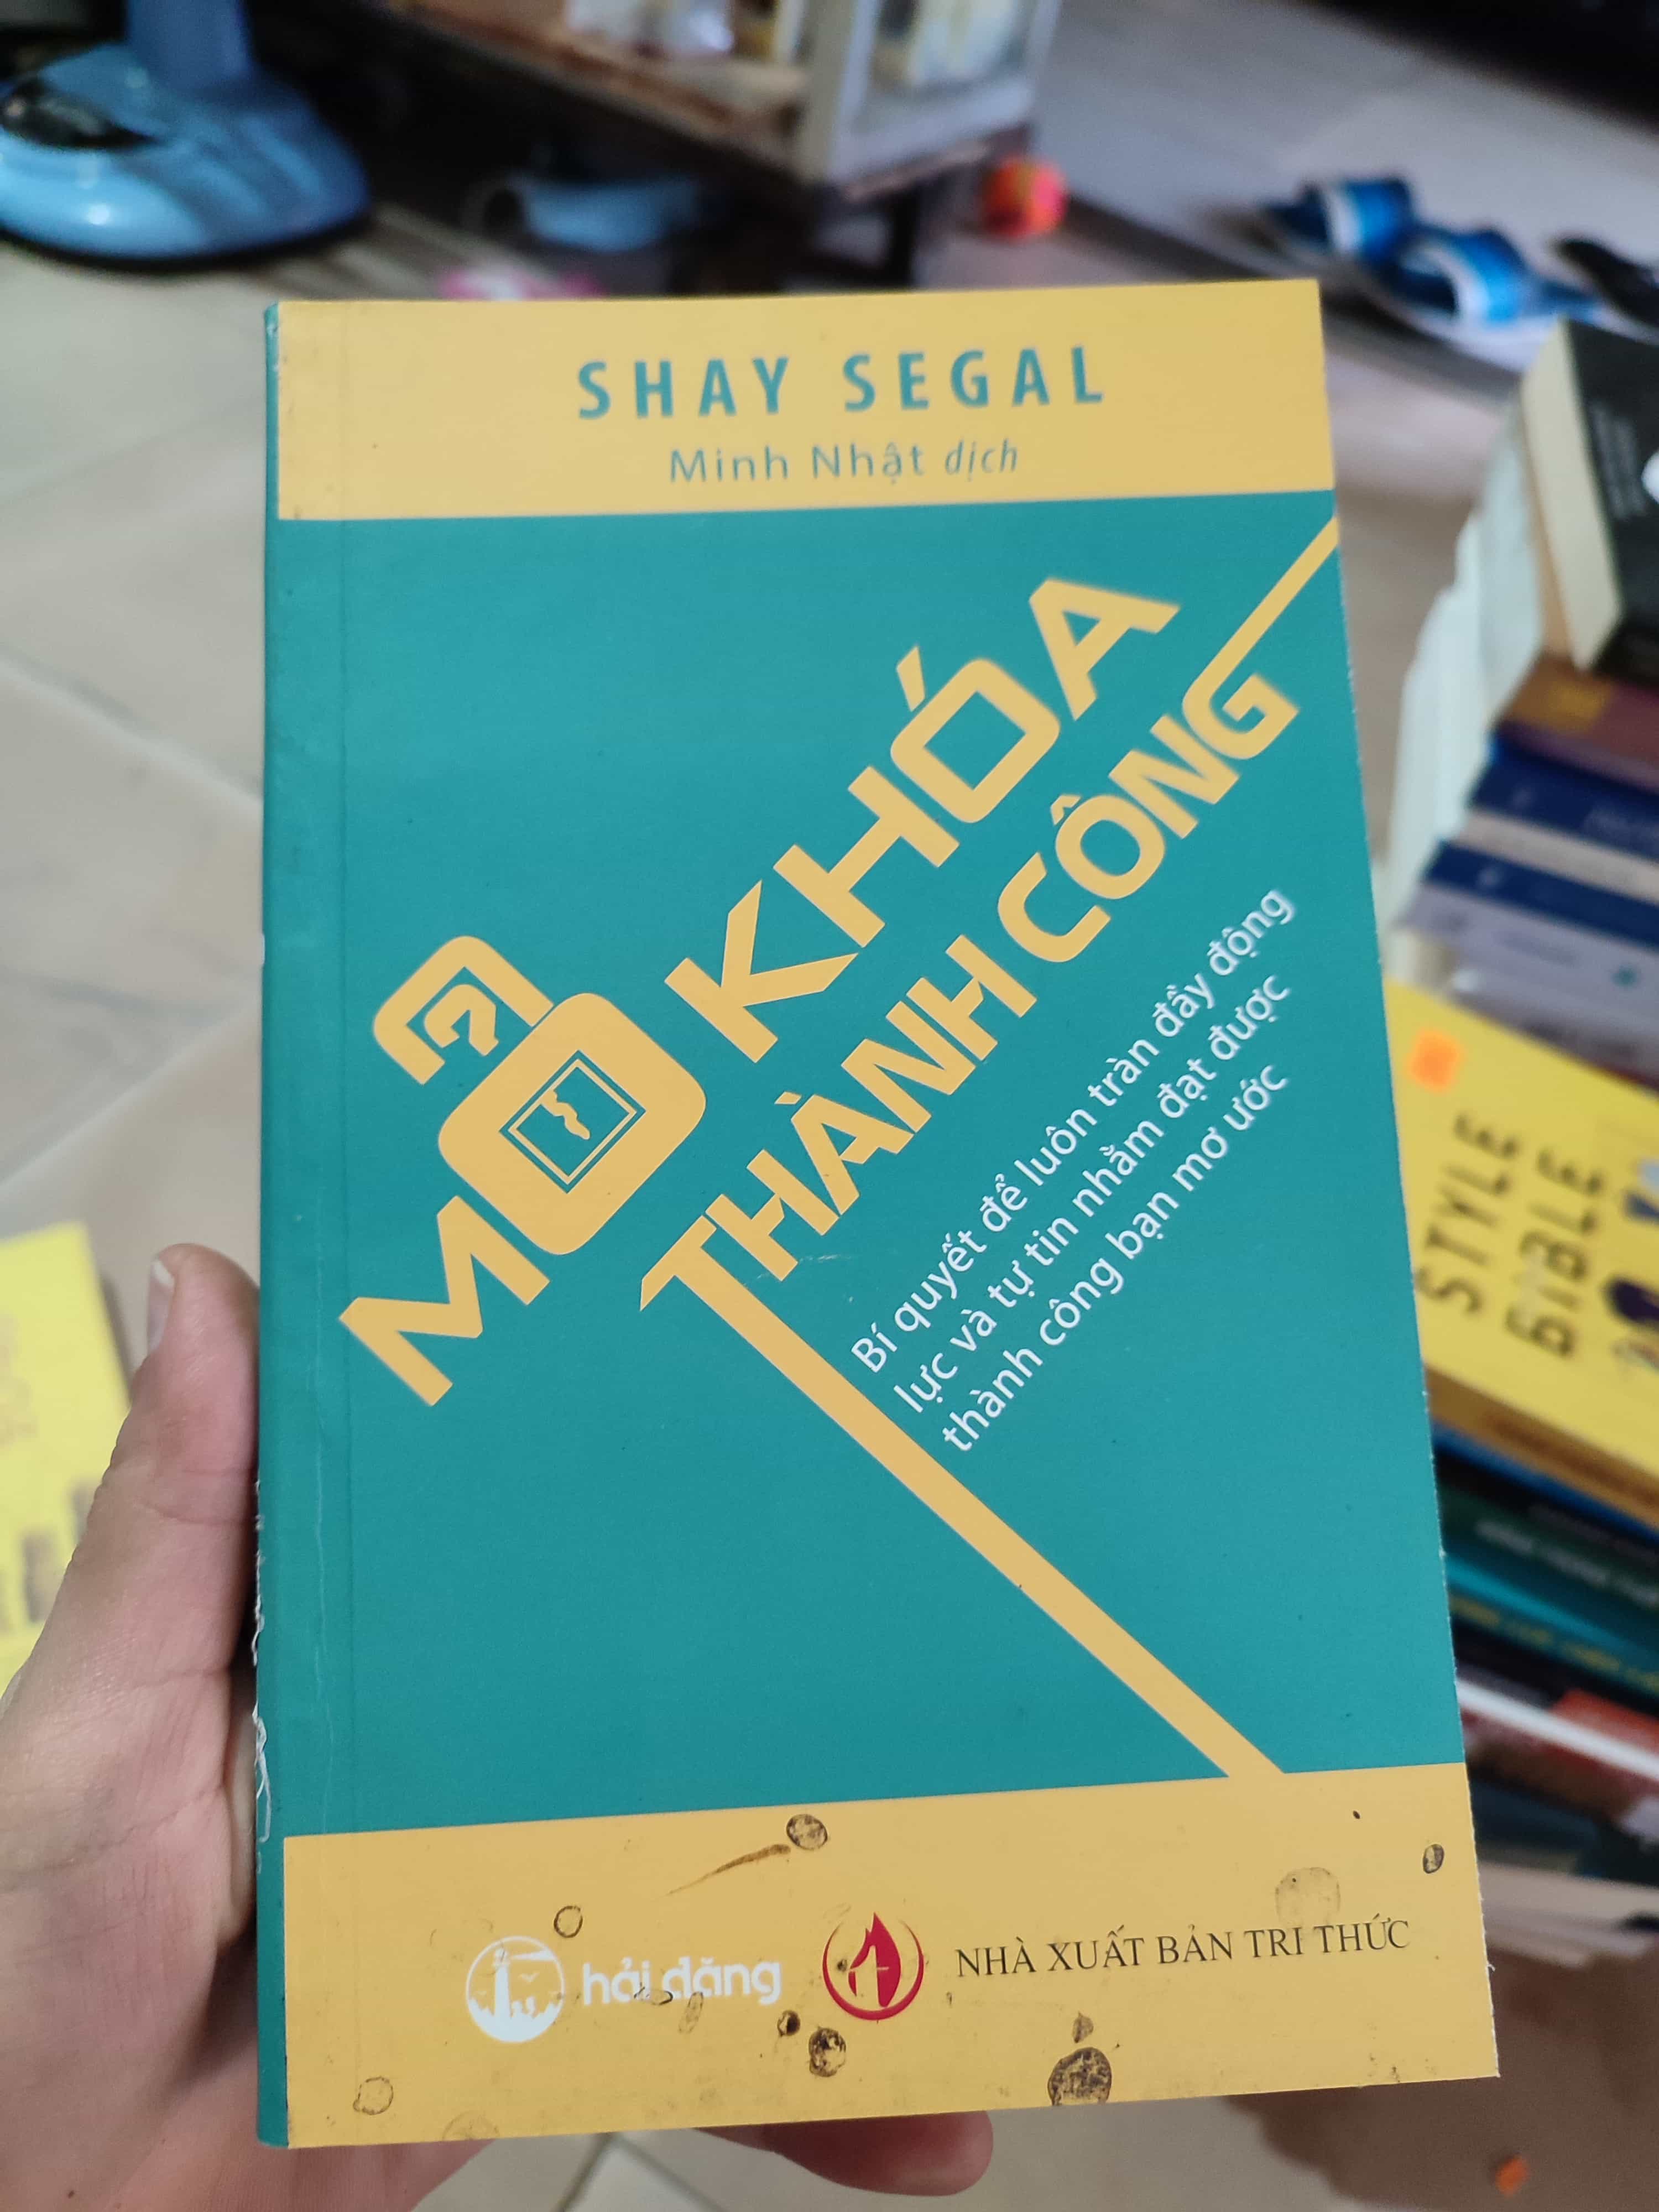 SHAY SEGAL
Minh Nhật dịch
MỞ KHÓA
THÀNH CÔNG
Bí quyết để luôn tràn đầy động
lực và tự tin nhằm đạt được
thành công bạn mơ ước
hải đăng
NHÀ XUẤT BẢN TRI THỨC
STYLE
BIBLE